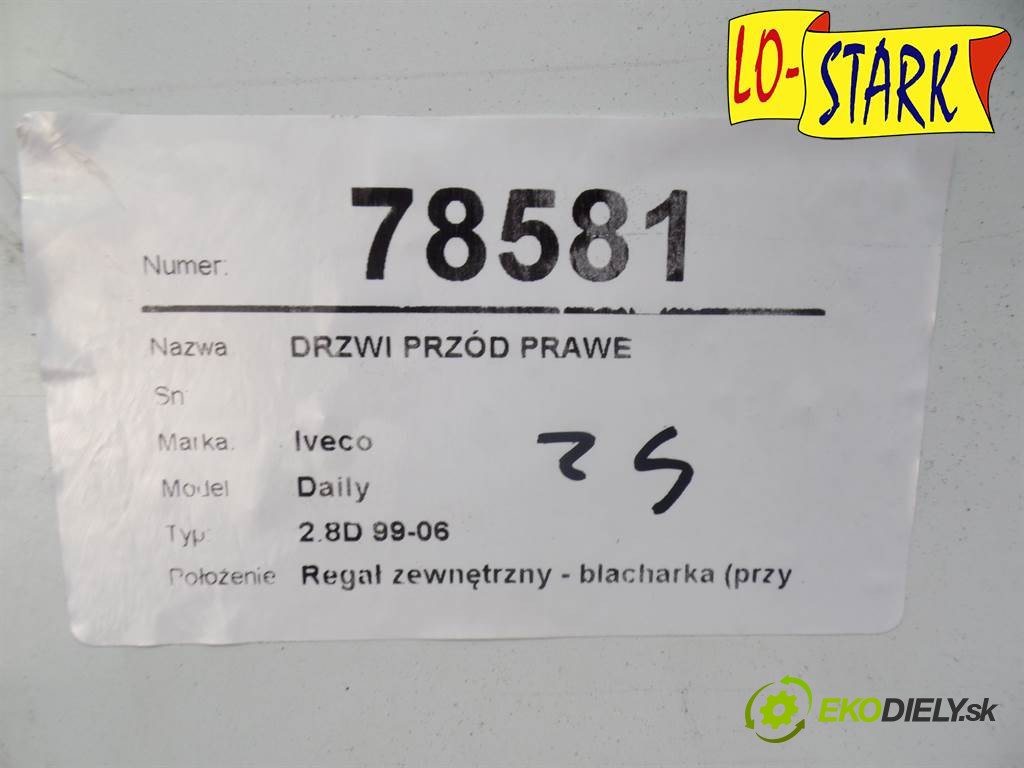 LO-STARK
78581
Numer:
Nazwa DRZWI PRZÓD PRAWE
Sn
Marka: Iveco
Model Daily
Typ: 2.8D 99-06
Położenie Regał zewnętrzny - blacharka (przy
EKODIELY.sk